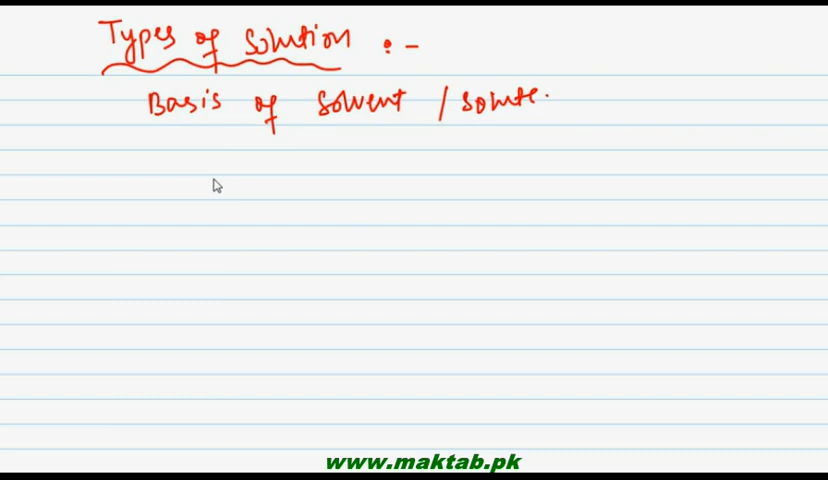 Types of Solution :-
Basis of Solvent / Solute.
www.maktab.pk